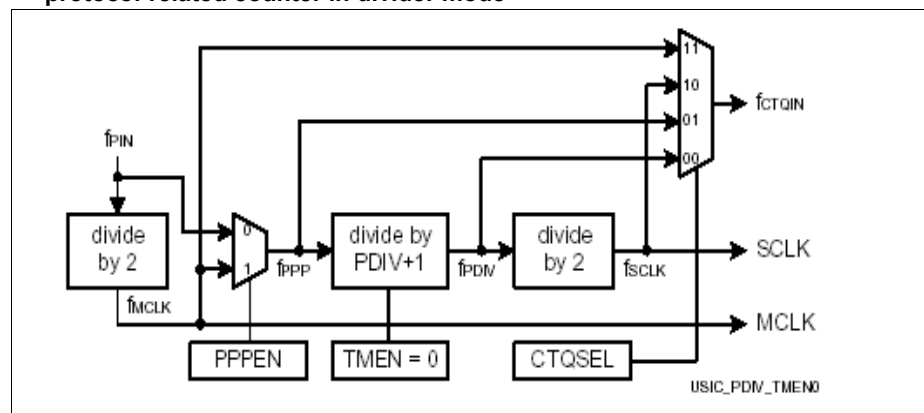 protocol-related counter in divider mode
11
10
fCTQIN
01
fPIN
00
divide
by 2
0
1
fPPP
divide by
PDIV+1
fPDIV
divide
by 2
fSCLK
SCLK
fMCLK
MCLK
PPPEN
TMEN = 0
CTQSEL
USIC_PDIV_TMEN0